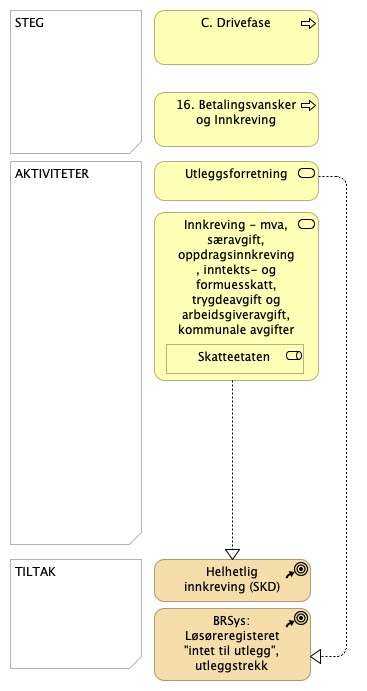 STEG
C. Drivefase
16. Betalingsvansker
og Innkreving
AKTIVITETER
Utleggsforretning
Innkreving - mva,
særavgift,
oppdragsinnkreving
, inntekts- og
formuesskatt,
trygdeavgift og
arbeidsgiveravgift,
kommunale avgifter
Skatteetaten
TILTAK
Helhetlig
innkreving (SKD)
BRSys:
Løsøreregisteret
"intet til utlegg",
utleggstrekk